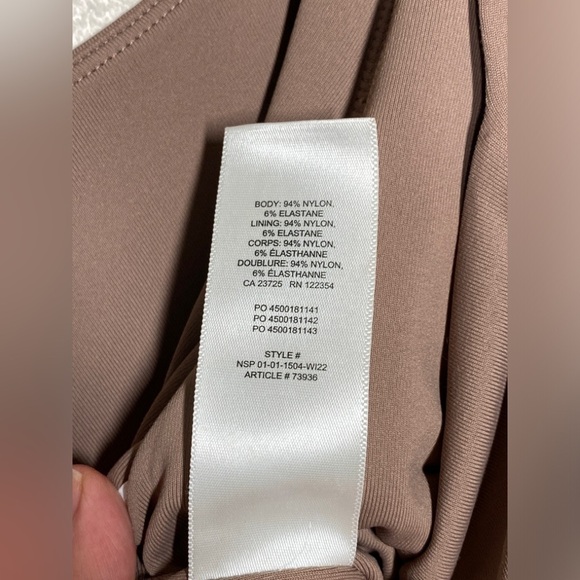 BODY: 94% NYLON,
6% ELASTANE
LINING: 94% NYLON,
6% ELASTANE
CORPS: 94% NYLON,
6% ÉLASTHANNE
DOUBLURE: 94% NYLON,
6% ÉLASTHANNE
CA 23725 RN 122354
PO 4500181141
PO 4500181142
PO 4500181143
STYLE #
NSP 01-01-1504-WI22
ARTICLE # 73936